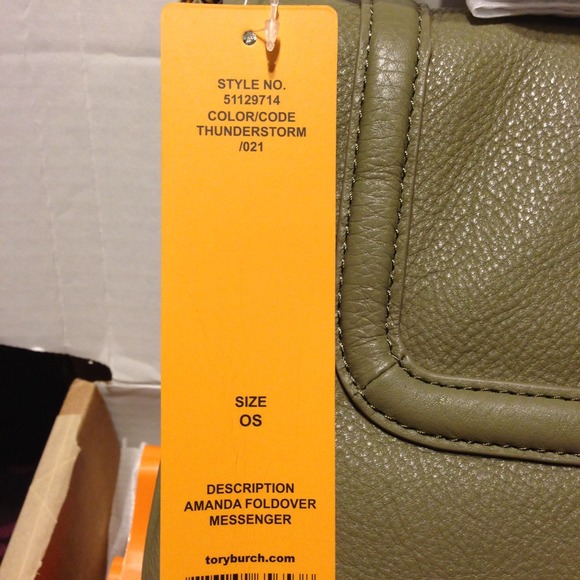 STYLE NO.
51129714
COLOR/CODE
THUNDERSTORM
/021
SIZE
OS
DESCRIPTION
AMANDA FOLDOVER
MESSENGER
toryburch.com